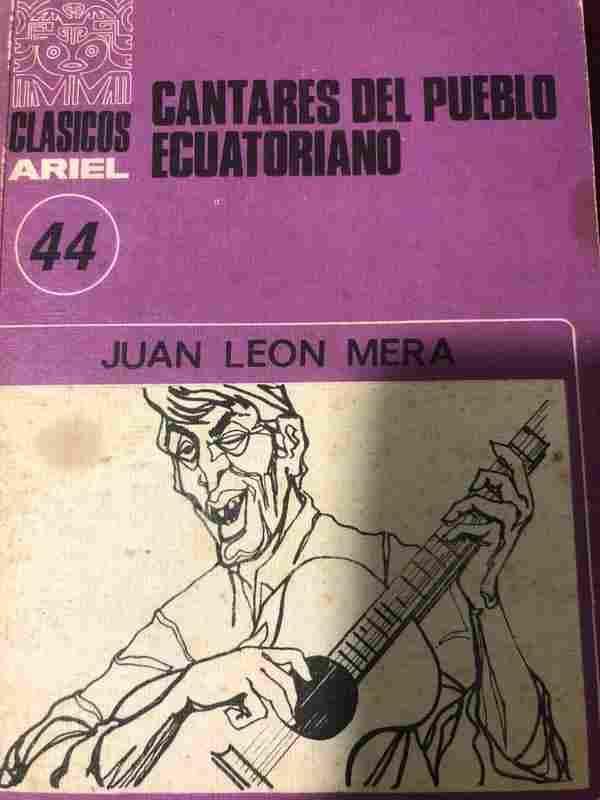 CANTARES DEL PUEBLO
ECUATORIANO
CLASICOS
ARIEL
44
JUAN LEON MERA